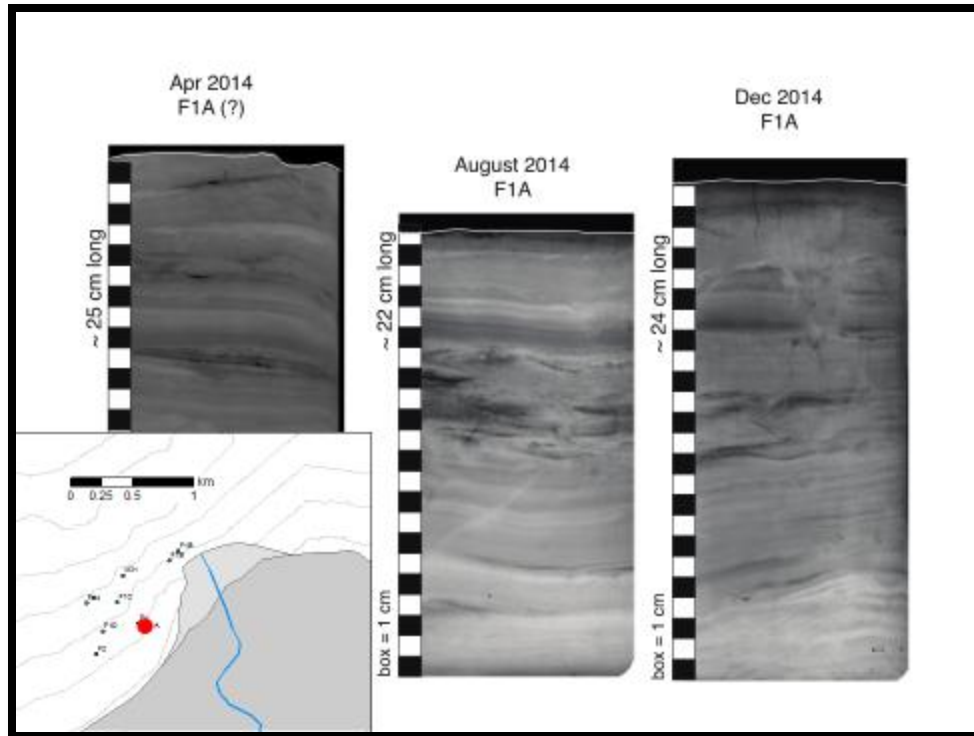 Apr 2014
F1A (?)
August 2014
F1A
Dec 2014
F1A
~ 25 cm long
~ 22 cm long
~ 24 cm long
box = 1 cm
box = 1 cm
km
0 0.25 0.5 1